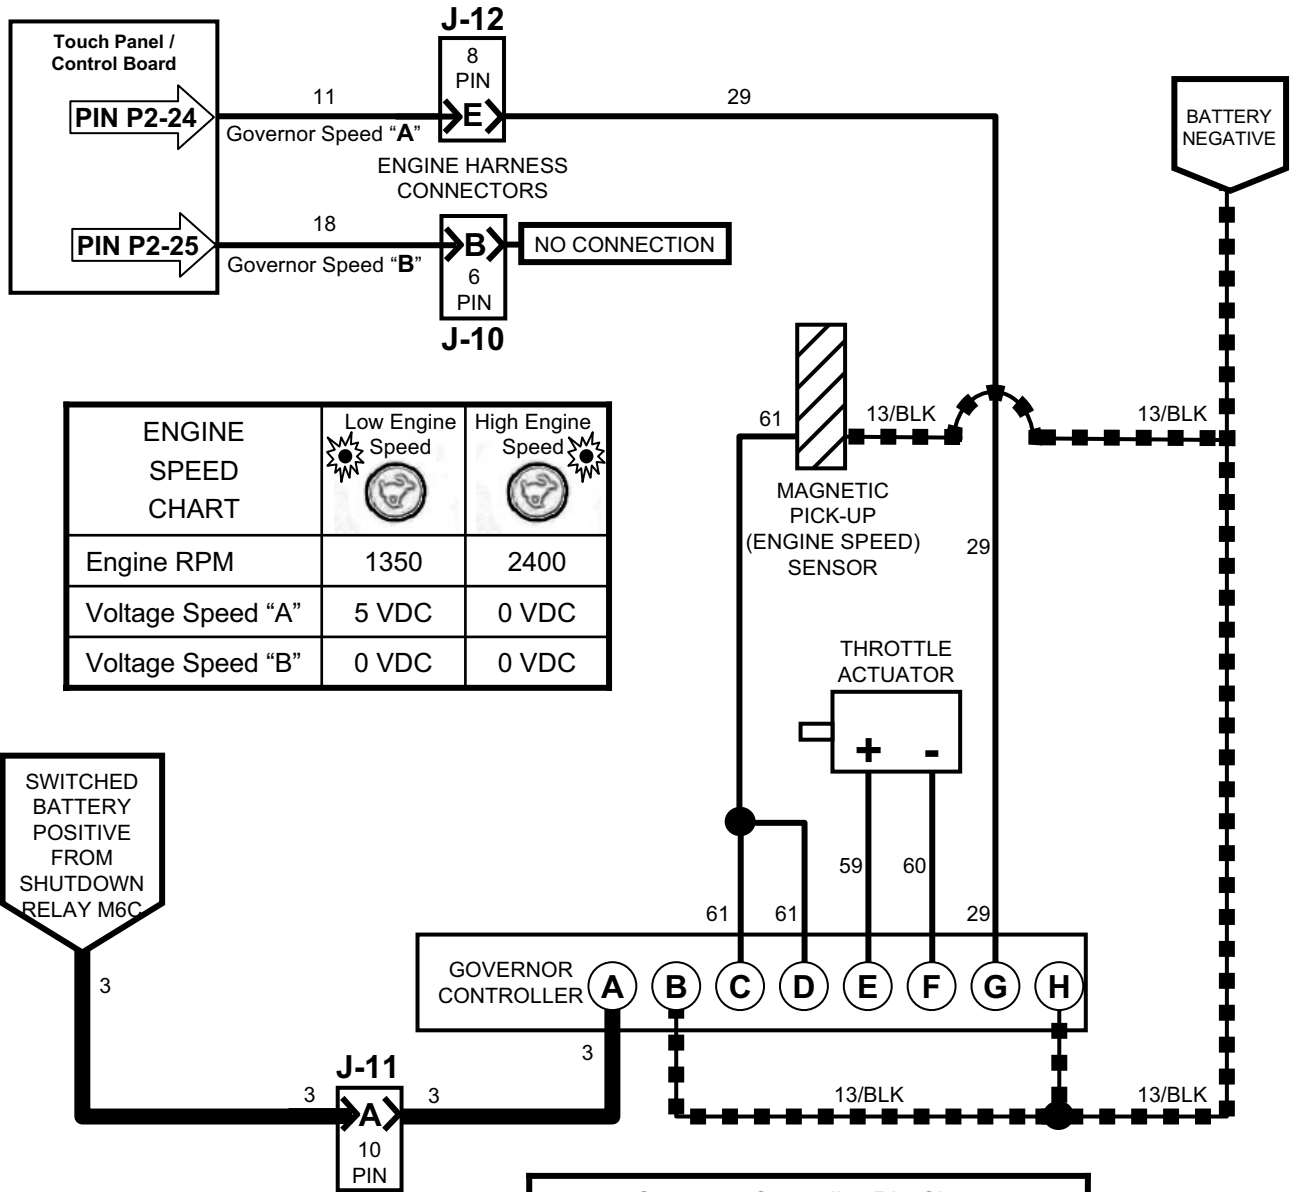 J-12
Touch Panel /
Control Board
8
PIN
E
PIN P2-24
11
29
Governor Speed “A”
ENGINE HARNESS
CONNECTORS
BATTERY
NEGATIVE
PIN P2-25
18
Governor Speed “B”
B
NO CONNECTION
6
PIN
J-10
ENGINE
SPEED
CHART
Low Engine
Speed
High Engine
Speed
Engine RPM
1350
2400
Voltage Speed “A”
5 VDC
0 VDC
Voltage Speed “B”
0 VDC
0 VDC
61
13/BLK
13/BLK
MAGNETIC
PICK-UP
(ENGINE SPEED)
SENSOR
29
THROTTLE
ACTUATOR
+
-
59
60
61
61
29
SWITCHED
BATTERY
POSITIVE
FROM
SHUTDOWN
RELAY M6C
3
GOVERNOR
CONTROLLER
A
B
C
D
E
F
G
H
3
J-11
3
3
A
10
PIN
13/BLK
13/BLK